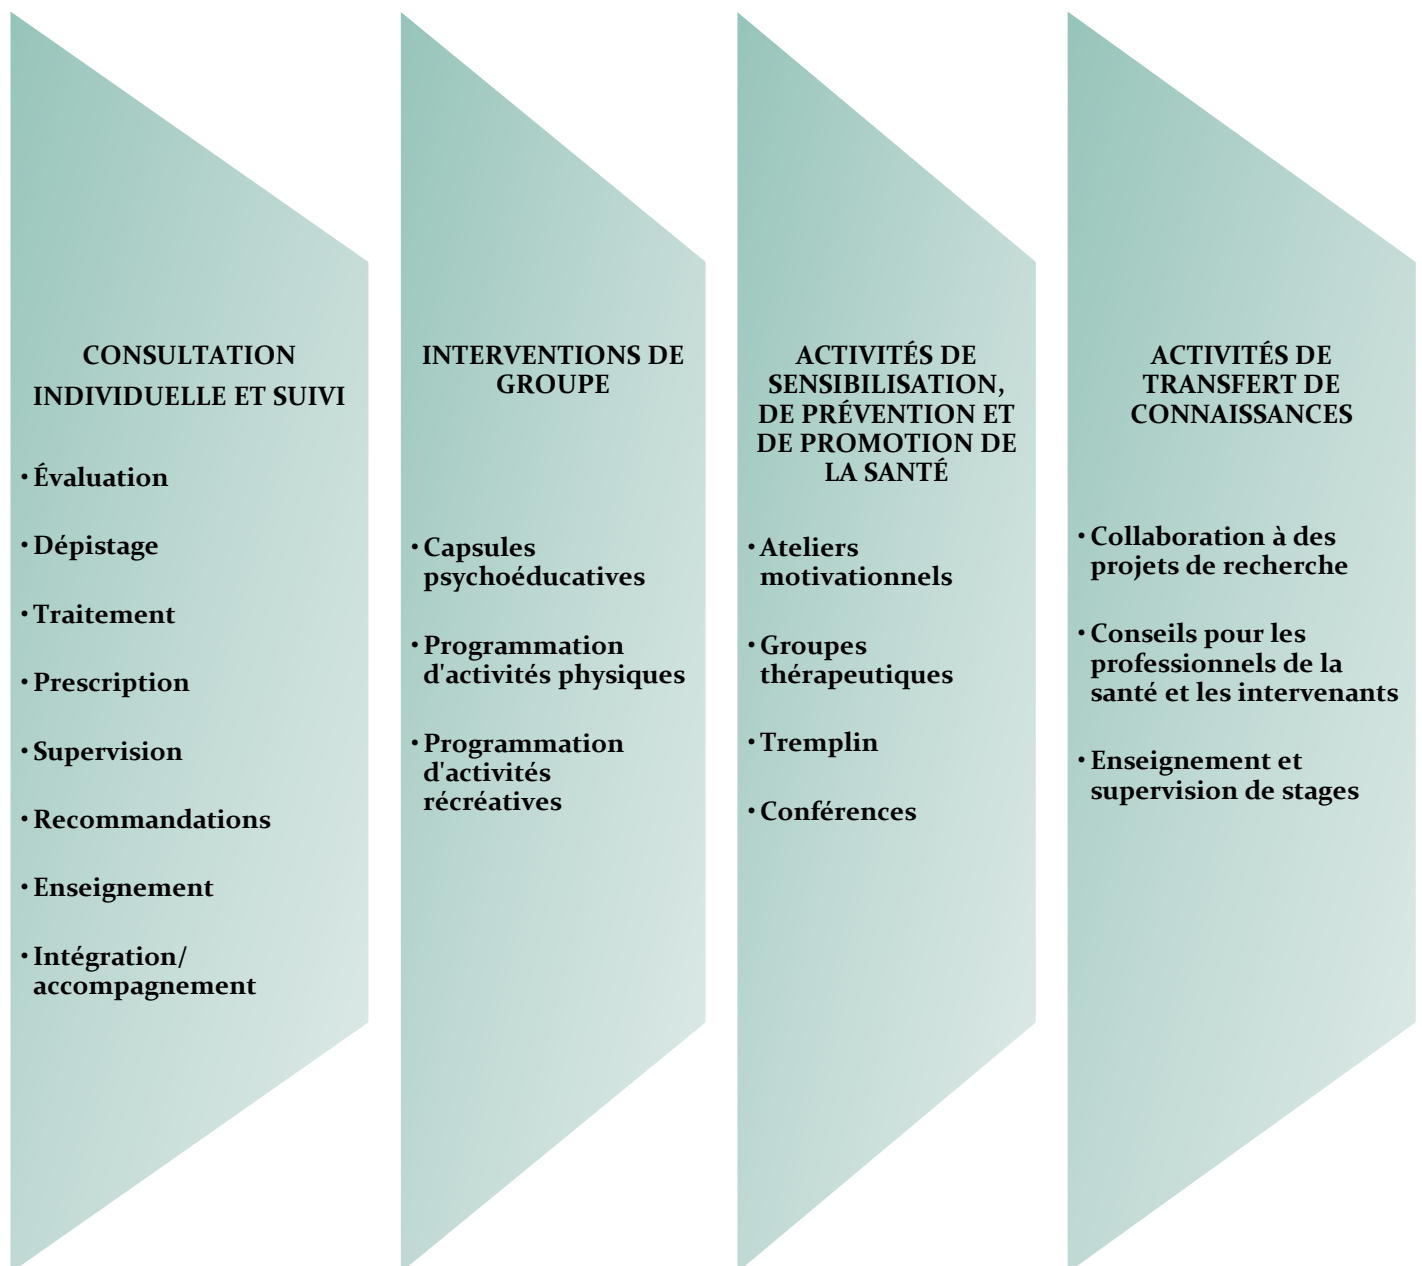 CONSULTATION
INDIVIDUELLE ET SUIVI
· Évaluation
· Dépistage
· Traitement
· Prescription
· Supervision
· Recommandations
· Enseignement
· Intégration/
accompagnement
INTERVENTIONS DE
GROUPE
· Capsules
psychoéducatives
· Programmation
d'activités physiques
· Programmation
d'activités
récréatives
ACTIVITÉS DE
SENSIBILISATION,
DE PRÉVENTION ET
DE PROMOTION DE
LA SANTÉ
· Ateliers
motivationnels
· Groupes
thérapeutiques
· Tremplin
· Conférences
ACTIVITÉS DE
TRANSFERT DE
CONNAISSANCES
· Collaboration à des
projets de recherche
· Conseils pour les
professionnels de la
santé et les intervenants
· Enseignement et
supervision de stages